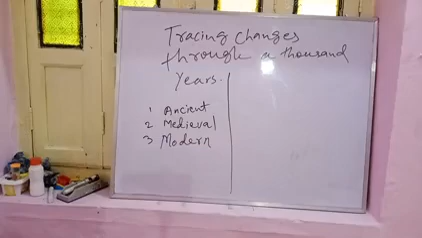 Tracing changes
through a thousand
Years.
1 Ancient
2 Medieval
3 Modern